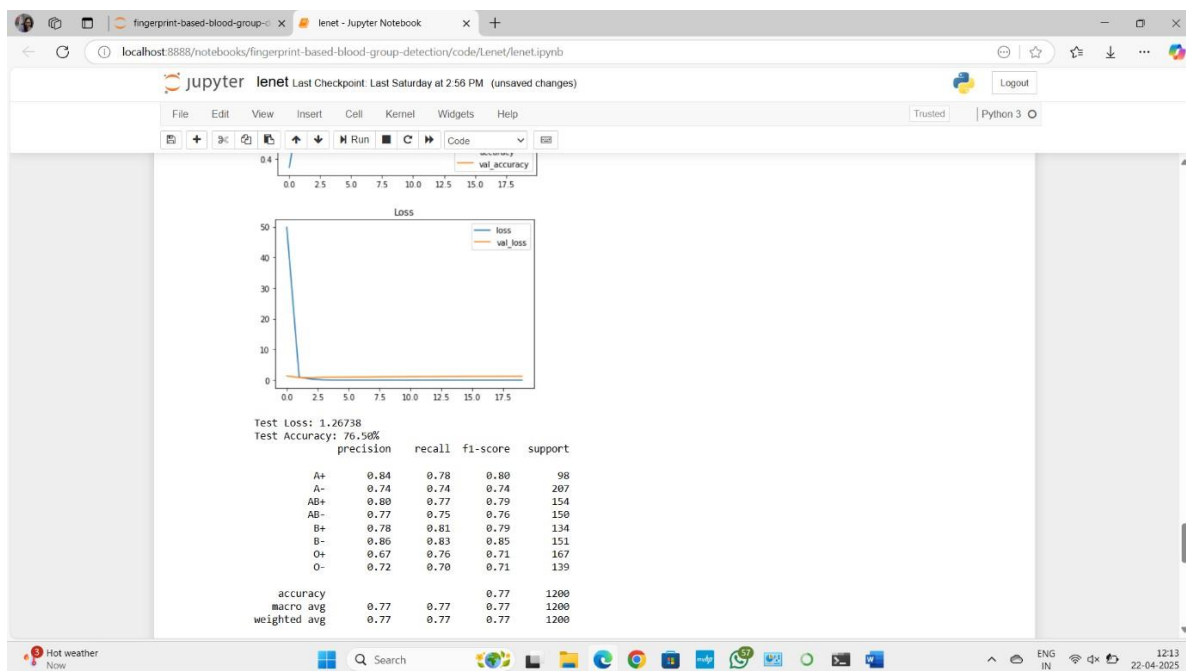 fingerprint-based-blood-group-d
lenet - Jupyter Notebook
localhost:8888/notebooks/fingerprint-based-blood-group-detection/code/Lenet/lenet.ipynb
jupyter lenet Last Checkpoint: Last Saturday at 2:56 PM (unsaved changes)
Logout
File Edit View Insert Cell Kernel Widgets Help
Trusted Python 3
Run Code
accuracy
0.4 val_accuracy
0.0 2.5 5.0 7.5 10.0 12.5 15.0 17.5
Loss
50 loss
val_loss
40
30
20
10
0
0.0 2.5 5.0 7.5 10.0 12.5 15.0 17.5
Test Loss: 1.26738
Test Accuracy: 76.50%
precision recall f1-score support
A+ 0.84 0.78 0.80 98
A- 0.74 0.74 0.74 207
AB+ 0.80 0.77 0.79 154
AB- 0.77 0.75 0.76 150
B+ 0.78 0.81 0.79 134
B- 0.86 0.83 0.85 151
O+ 0.67 0.76 0.71 167
O- 0.72 0.70 0.71 139
accuracy 0.77 1200
macro avg 0.77 0.77 0.77 1200
weighted avg 0.77 0.77 0.77 1200
3 Hot weather
Now
Search
57
ENG
IN
12:13
22-04-2025